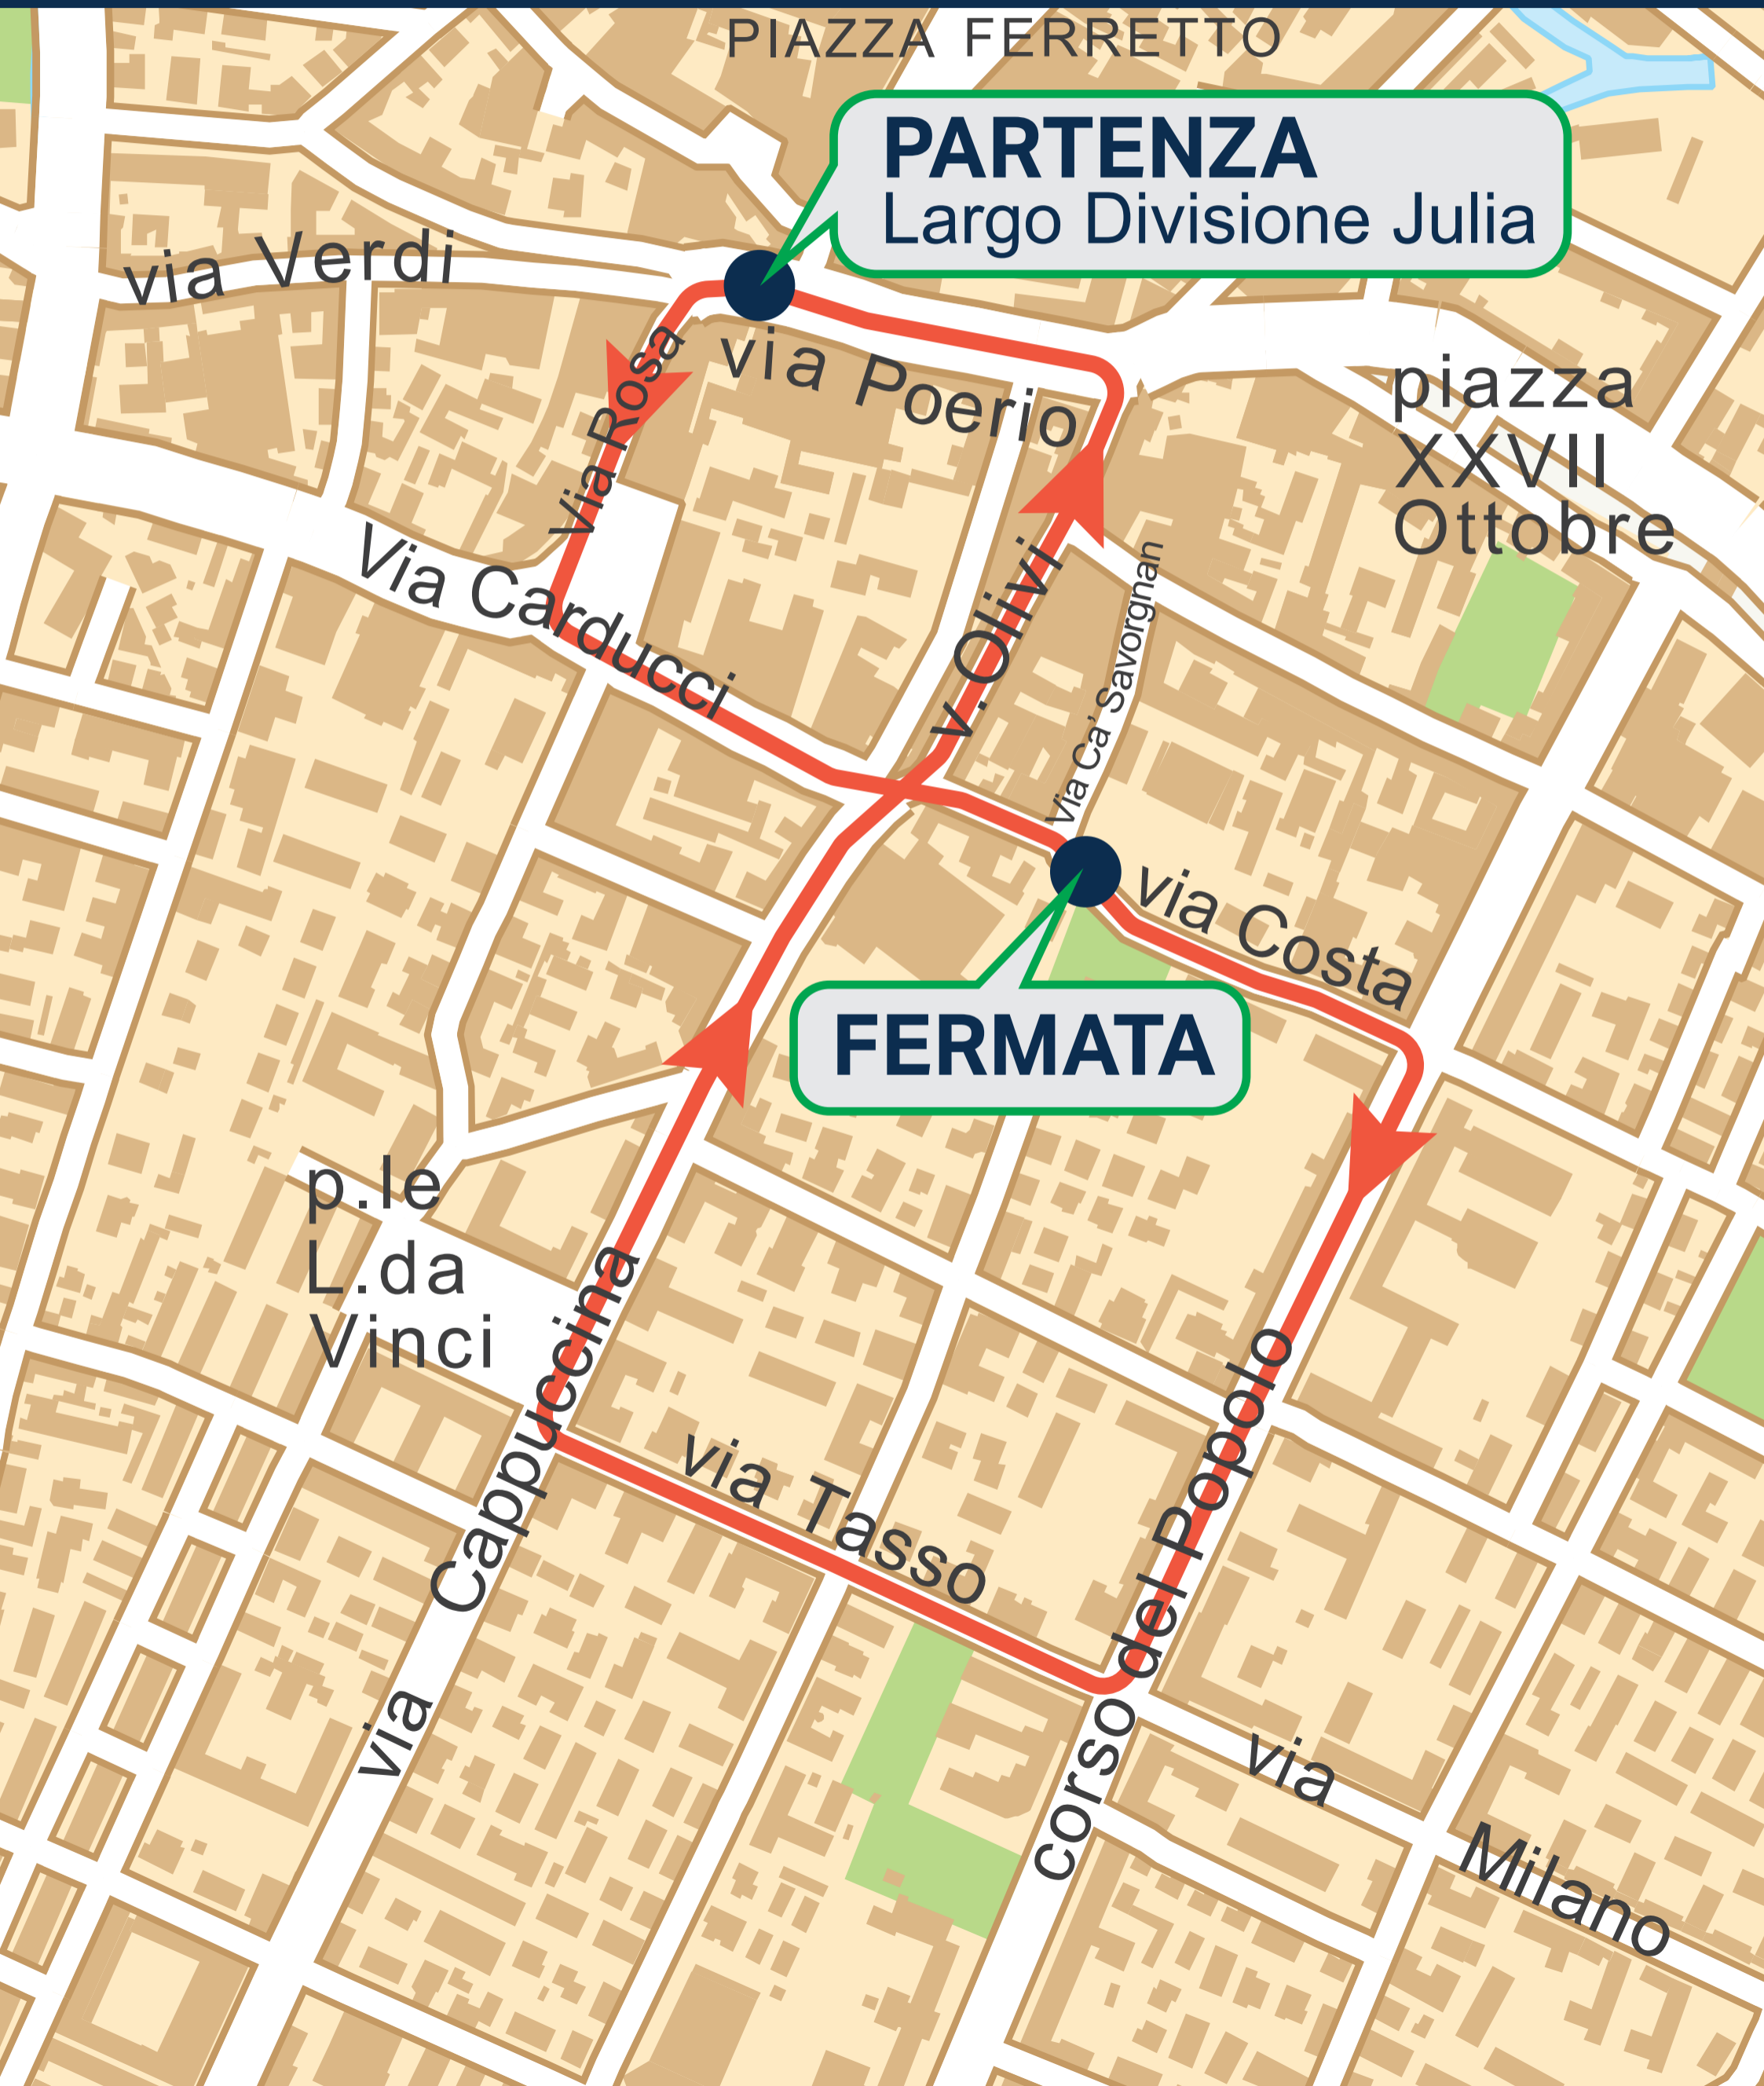 PIAZZA FERRETTO
PARTENZA
Largo Divisione Julia
via Verdi
via Poerio
Via Rosa
piazza
XXVII
Ottobre
Via Carducci
v. Olivi
Via Ca' Savorgnan
via Costa
FERMATA
p.le
L.da
Vinci
via Cappuccina
via Tasso
corso del Popolo
via Milano